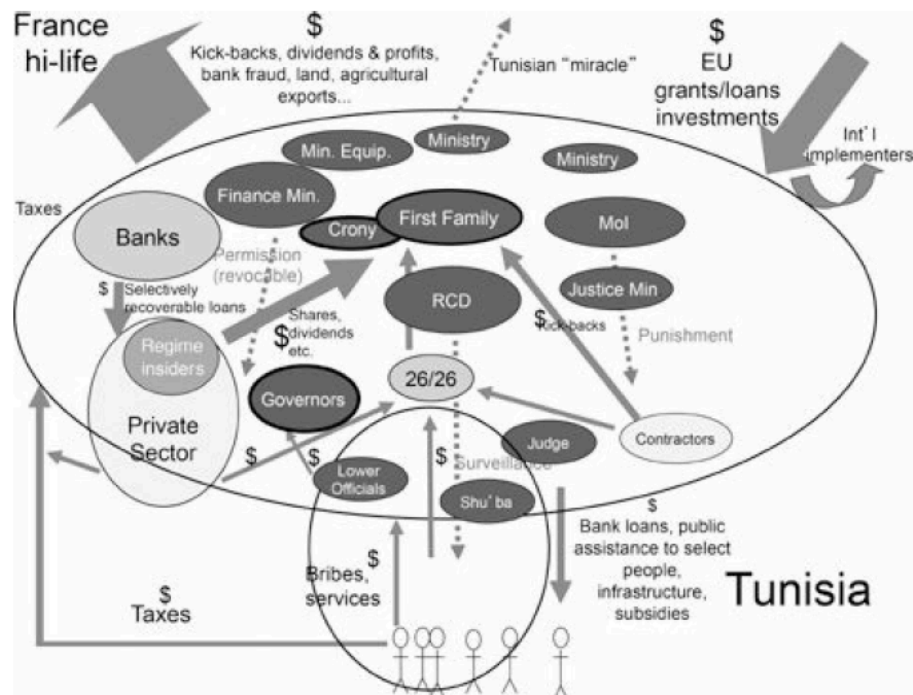 France
hi-life
$
Kick-backs, dividends & profits,
bank fraud, land, agricultural
exports...
Tunisian “miracle”
$
EU
grants/loans
investments
Int’l
implementers
Ministry
Min. Equip.
Ministry
Finance Min.
Taxes
Banks
Crony
First Family
MoI
Permission
(revocable)
$ Selectively
recoverable loans
RCD
Justice Min
$ Shares,
dividends
etc.
$
Kick-backs
Punishment
Regime
insiders
26/26
Governors
Private
Sector
Contractors
Judge
$
$
$
Surveillance
Lower
Officials
Shu’ba
$
Bank loans, public
assistance to select
people,
infrastructure,
subsidies
$
Bribes,
services
Tunisia
$
Taxes